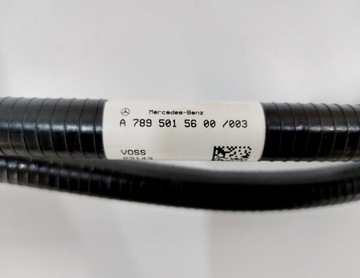 Mercedes-Benz
A 789 501 56 00 /003
VOSS